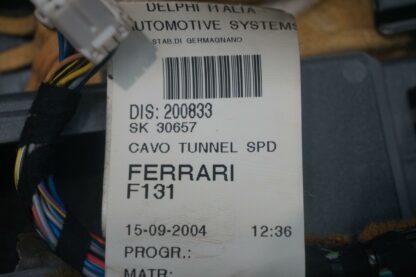 DELPHI ITALIA
AUTOMOTIVE SYSTEMS
STAB.DI GERMAGNANO
DIS: 200833
SK 30657
CAVO TUNNEL SPD
FERRARI
F131
15-09-2004 12:36
PROGR.:
MATR: